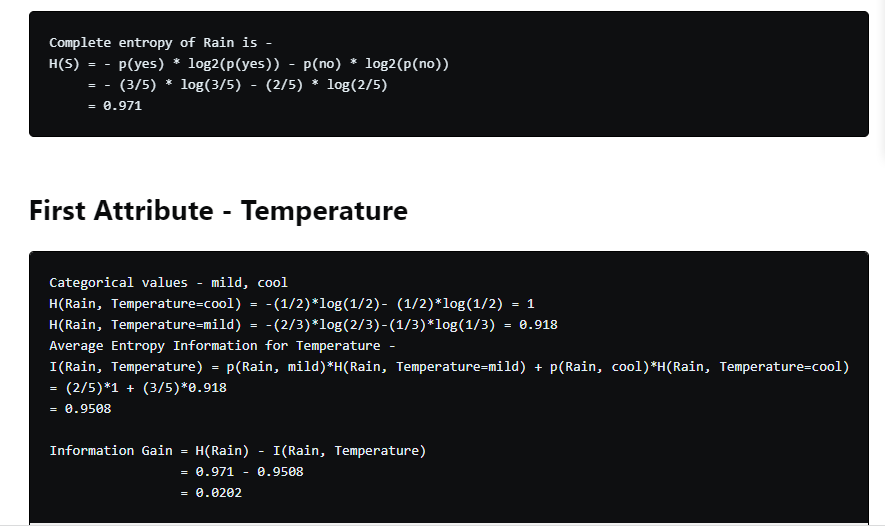 Complete entropy of Rain is -
H(S) = - p(yes) * log2(p(yes)) - p(no) * log2(p(no))
= - (3/5) * log(3/5) - (2/5) * log(2/5)
= 0.971
First Attribute - Temperature
Categorical values - mild, cool
H(Rain, Temperature=cool) = -(1/2)*log(1/2)- (1/2)*log(1/2) = 1
H(Rain, Temperature=mild) = -(2/3)*log(2/3)-(1/3)*log(1/3) = 0.918
Average Entropy Information for Temperature -
I(Rain, Temperature) = p(Rain, mild)*H(Rain, Temperature=mild) + p(Rain, cool)*H(Rain, Temperature=cool)
= (2/5)*1 + (3/5)*0.918
= 0.9508
Information Gain = H(Rain) - I(Rain, Temperature)
= 0.971 - 0.9508
= 0.0202